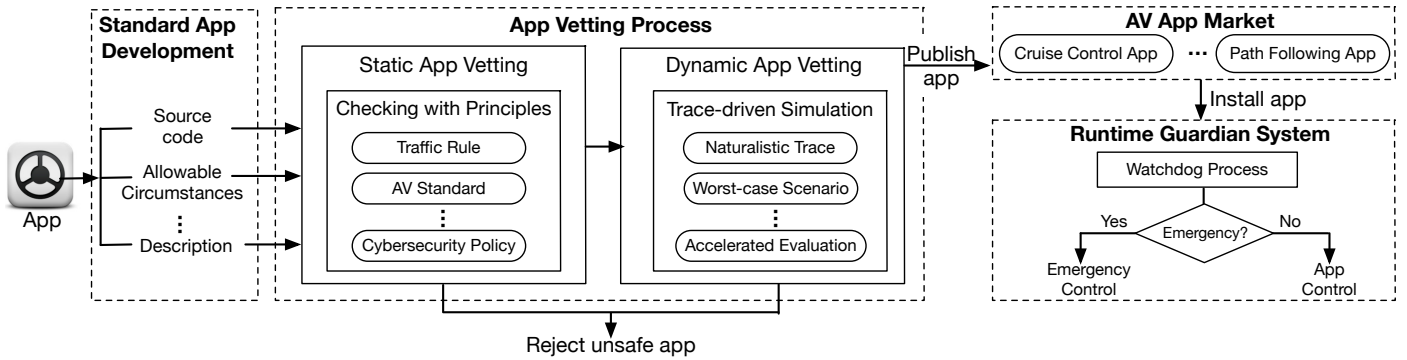 Standard App
Development
App
Source
code
Allowable
Circumstances
⋮
Description
App Vetting Process
Static App Vetting
Checking with Principles
Traffic Rule
AV Standard
⋮
Cybersecurity Policy
Dynamic App Vetting
Trace-driven Simulation
Naturalistic Trace
Worst-case Scenario
⋮
Accelerated Evaluation
Reject unsafe app
Publish
app
AV App Market
Cruise Control App ··· Path Following App
Install app
Runtime Guardian System
Watchdog Process
Emergency?
Yes
No
Emergency
Control
App
Control